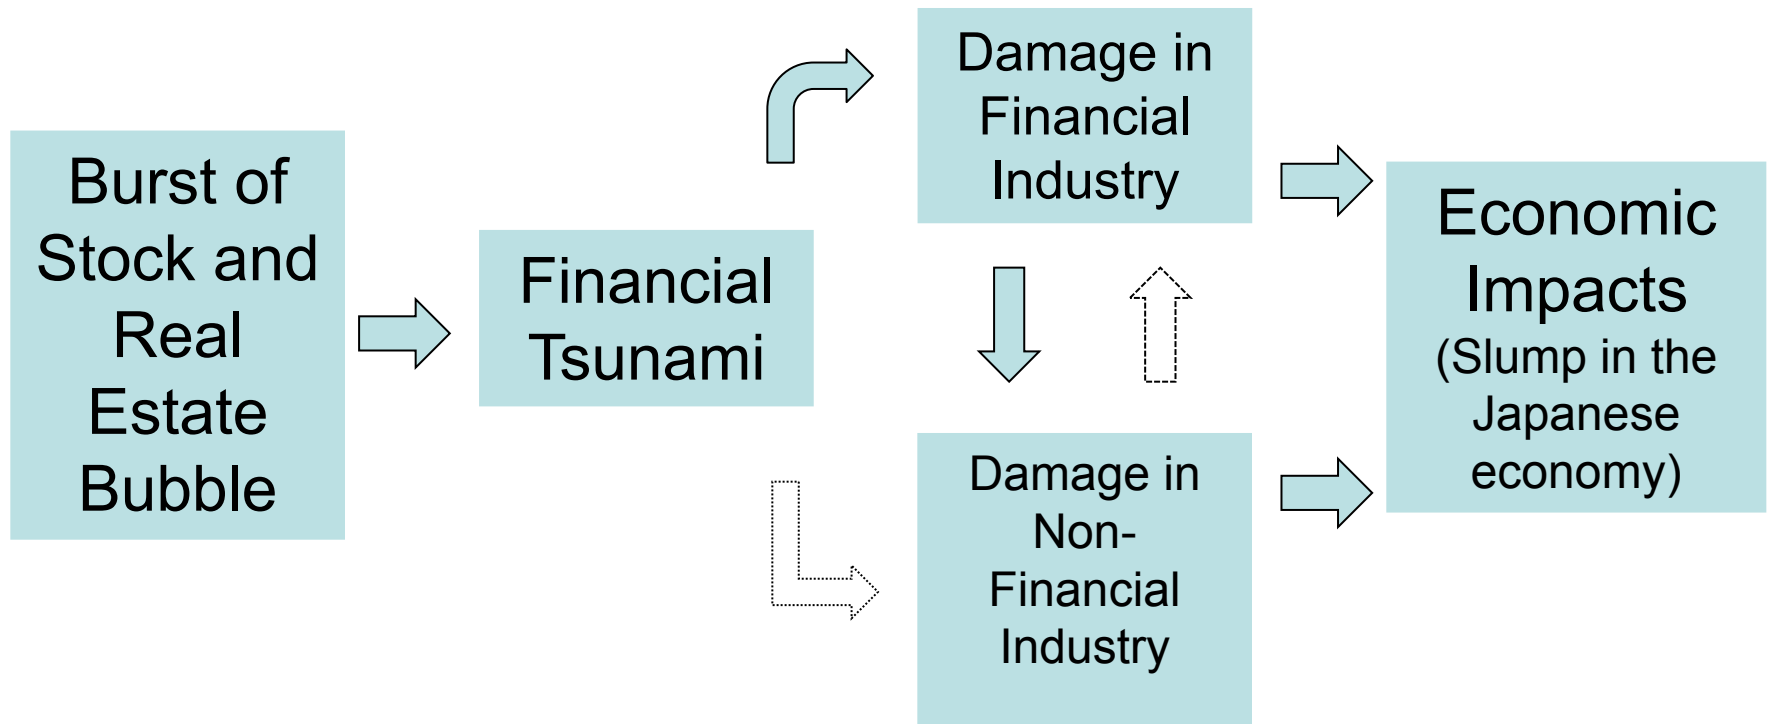 Burst of
Stock and
Real
Estate
Bubble
Financial
Tsunami
Damage in
Financial
Industry
Damage in
Non-
Financial
Industry
Economic
Impacts
(Slump in the
Japanese
economy)